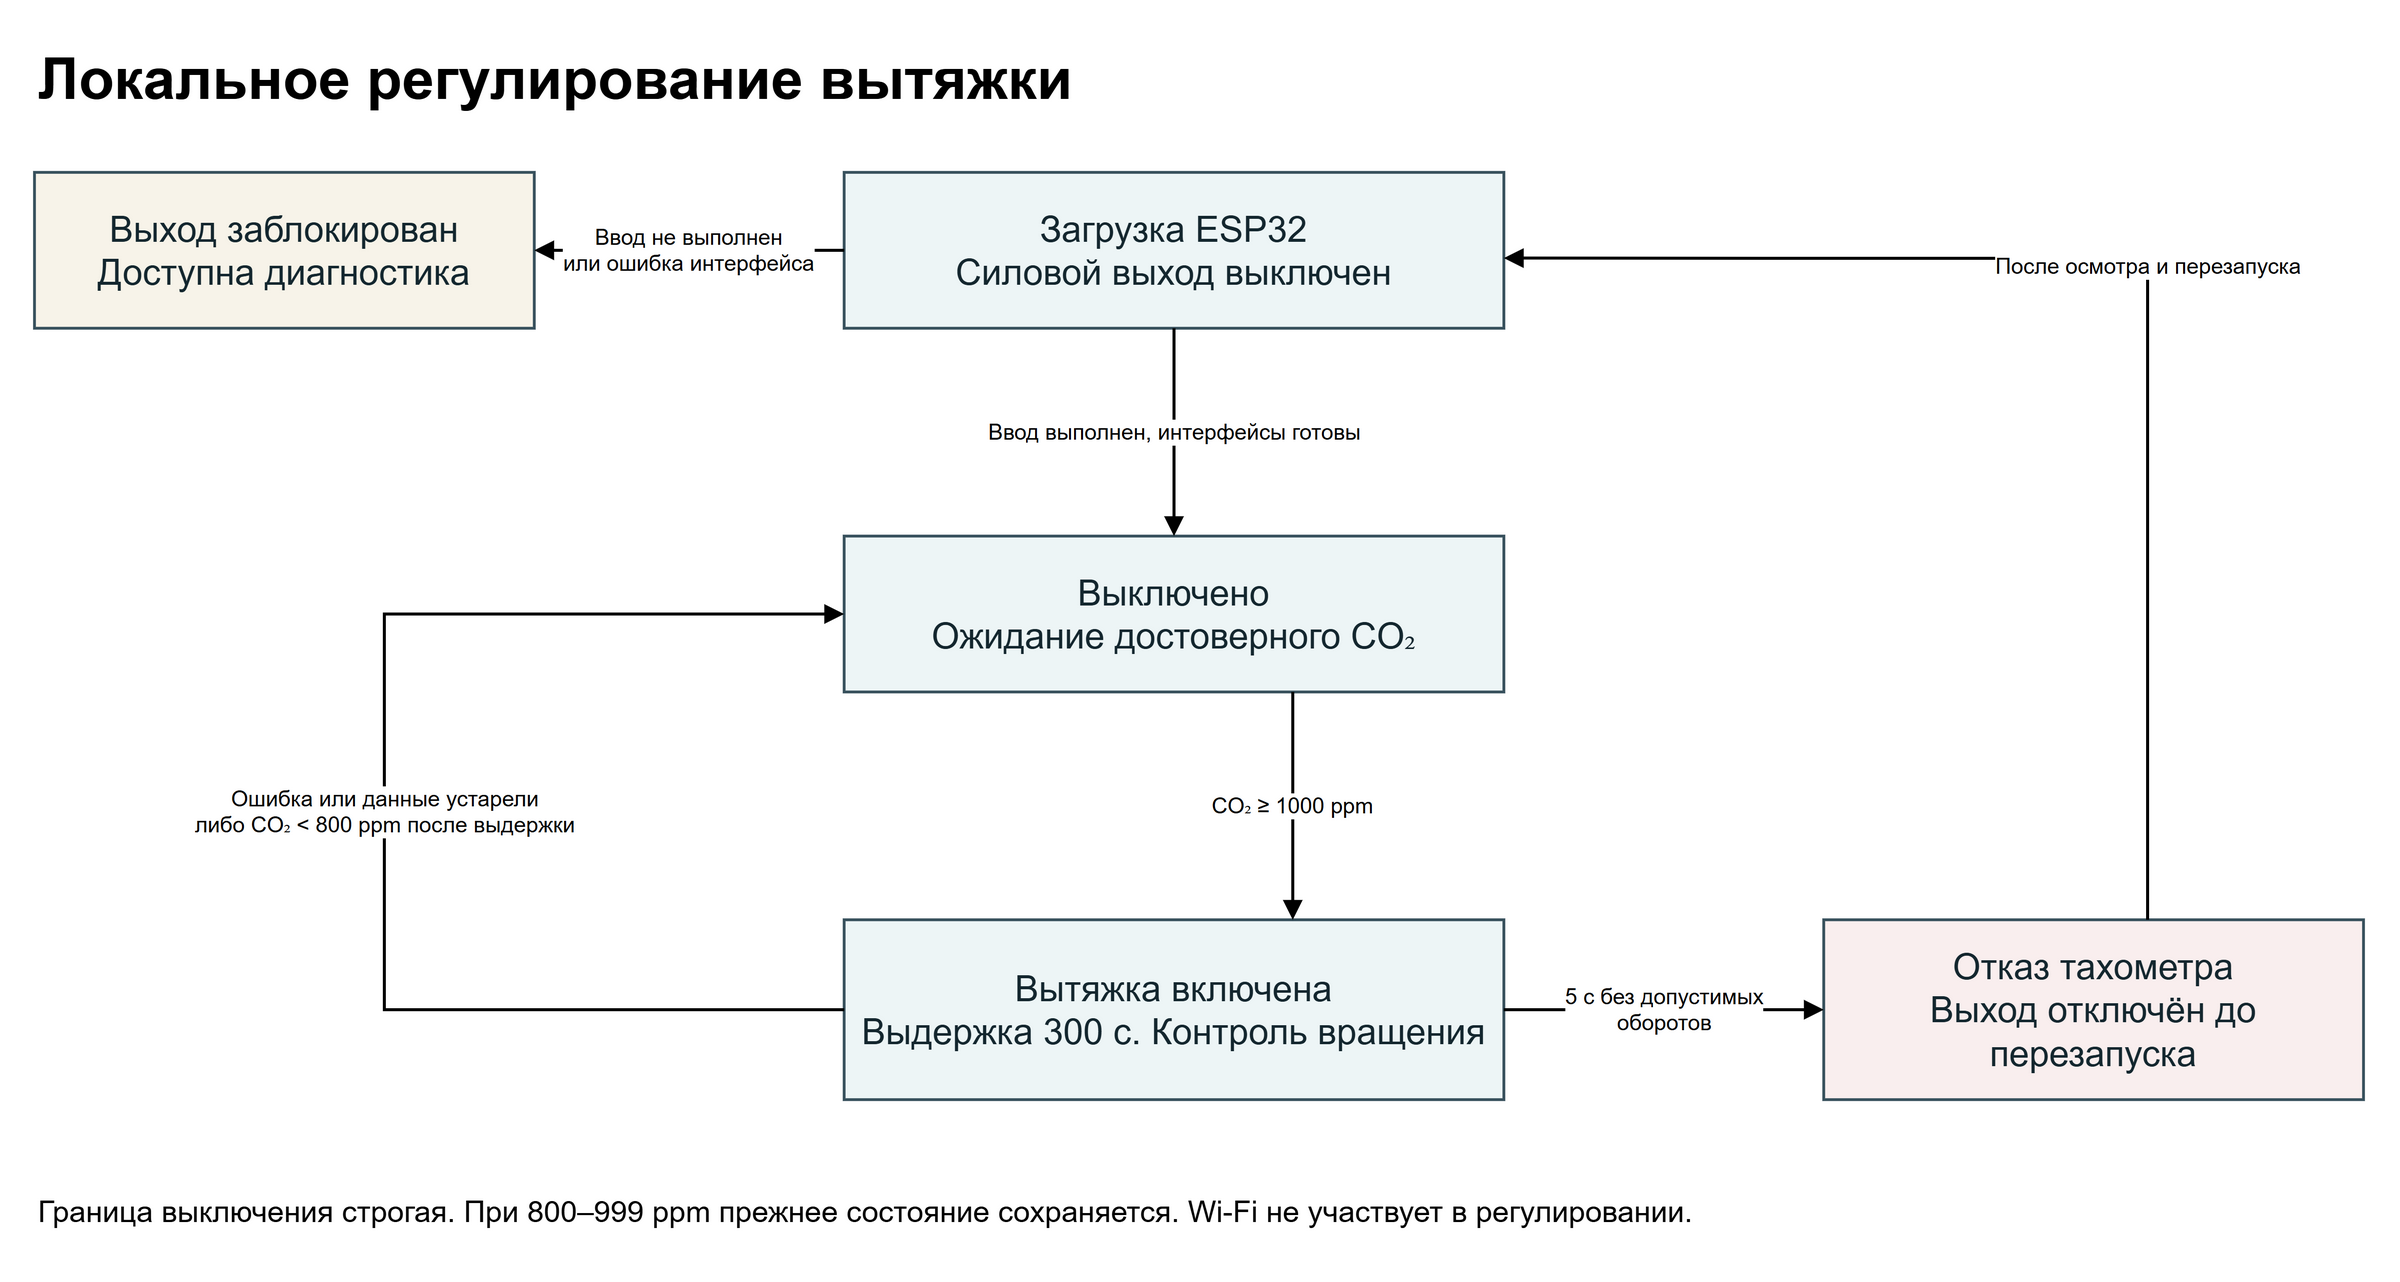 Локальное регулирование вытяжки
Выход заблокирован
Доступна диагностика
Ввод не выполнен
или ошибка интерфейса
Загрузка ESP32
Силовой выход выключен
После осмотра и перезапуска
Ввод выполнен, интерфейсы готовы
Выключено
Ожидание достоверного CO₂
Ошибка или данные устарели
либо CO₂ < 800 ppm после выдержки
CO₂ ≥ 1000 ppm
Вытяжка включена
Выдержка 300 с. Контроль вращения
5 с без допустимых
оборотов
Отказ тахометра
Выход отключён до
перезапуска
Граница выключения строгая. При 800–999 ppm прежнее состояние сохраняется. Wi-Fi не участвует в регулировании.